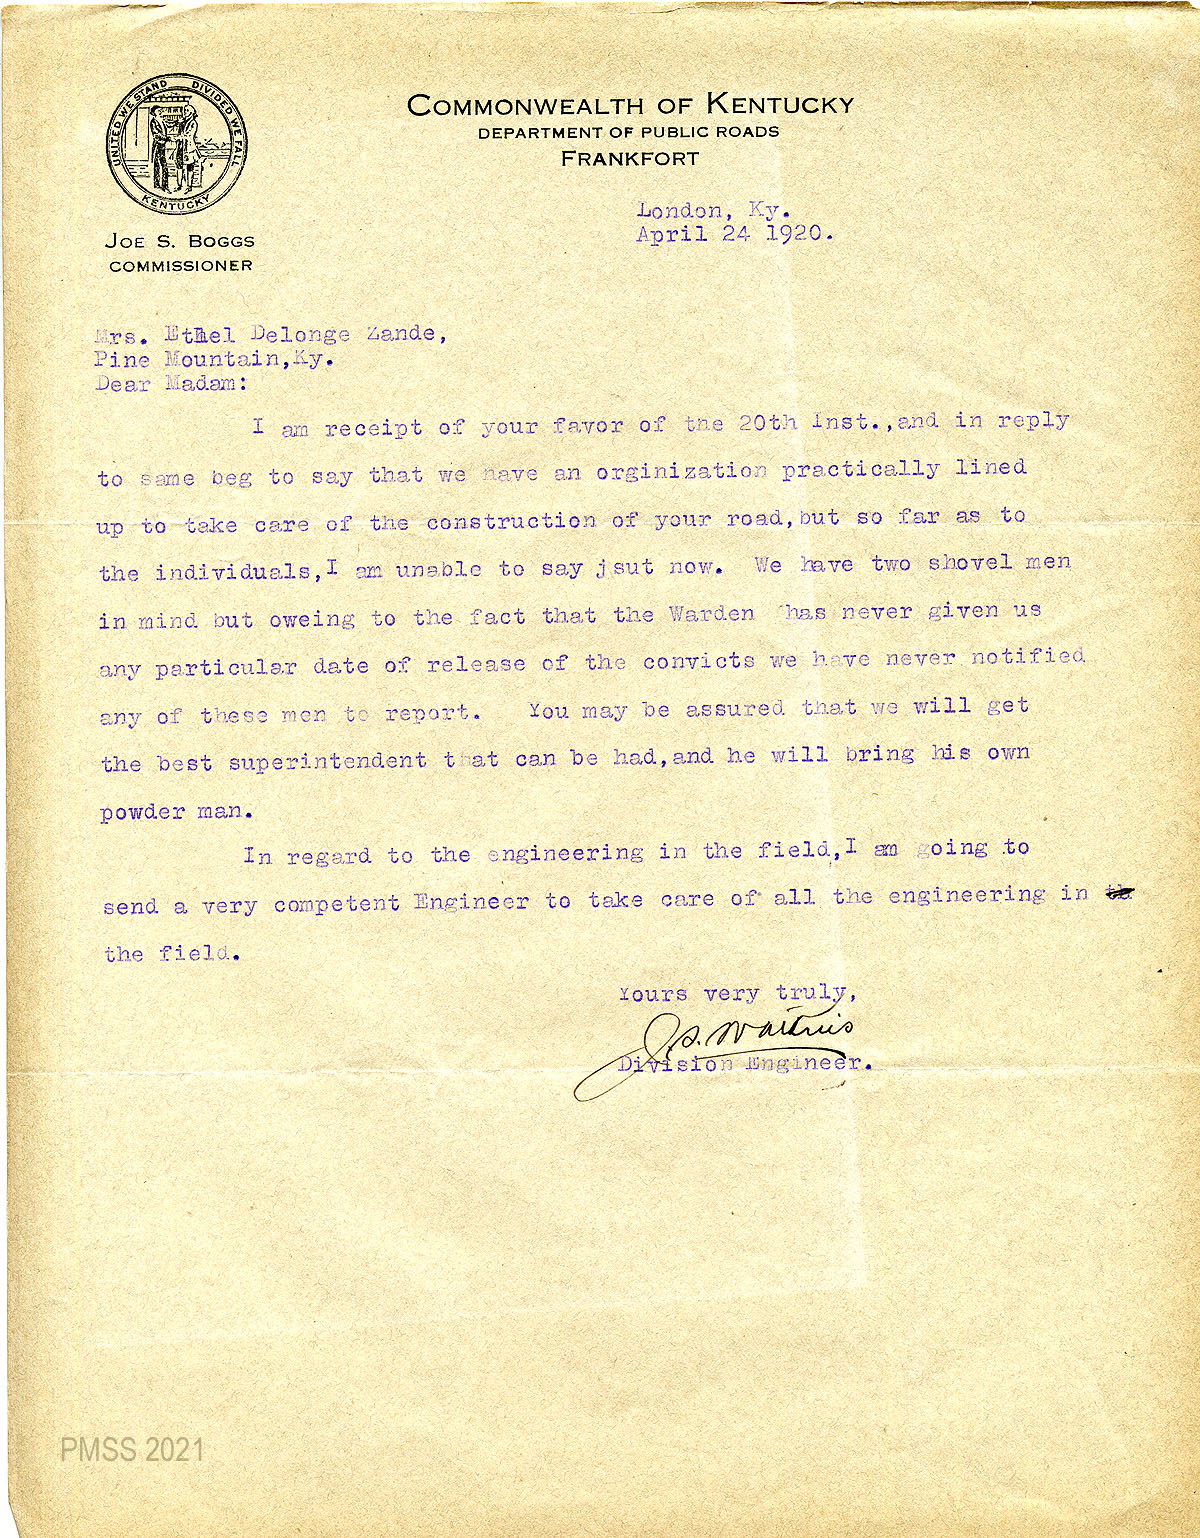 UNITED WE STAND DIVIDED WE FALL
KENTUCKY
JOE S. BOGGS
COMMISSIONER
COMMONWEALTH OF KENTUCKY
DEPARTMENT OF PUBLIC ROADS
FRANKFORT
London, Ky.
April 24 1920.
Mrs. Ethel Delonge Zande,
Pine Mountain,Ky.
Dear Madam:
I am receipt of your favor of the 20th Inst.,and in reply
to same beg to say that we have an orginization practically lined
up to take care of the construction of your road,but so far as to
the individuals,I am unable to say jsut now. We have two shovel men
in mind but oweing to the fact that the Warden has never given us
any particular date of release of the convicts we have never notified
any of these men to report. You may be assured that we will get
the best superintendent that can be had,and he will bring his own
powder man.
In regard to the engineering in the field,I am going to
send a very competent Engineer to take care of all the engineering in th
the field.
Yours very truly,
J.S. Watkins
Division Engineer.
PMSS 2021